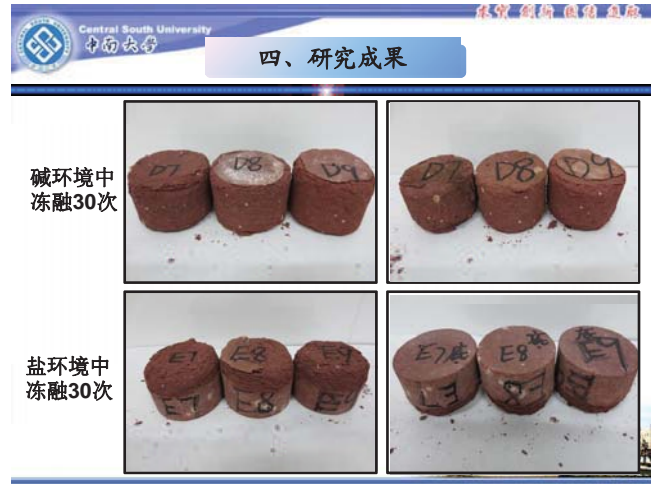 Central South University
中南大学
四、研究成果
碱环境中
冻融30次
D7 D8 D9
D7 D8 D9
盐环境中
冻融30次
E7 E8 E9
E7 E8 E9
E7 E8 E9
E7 E8